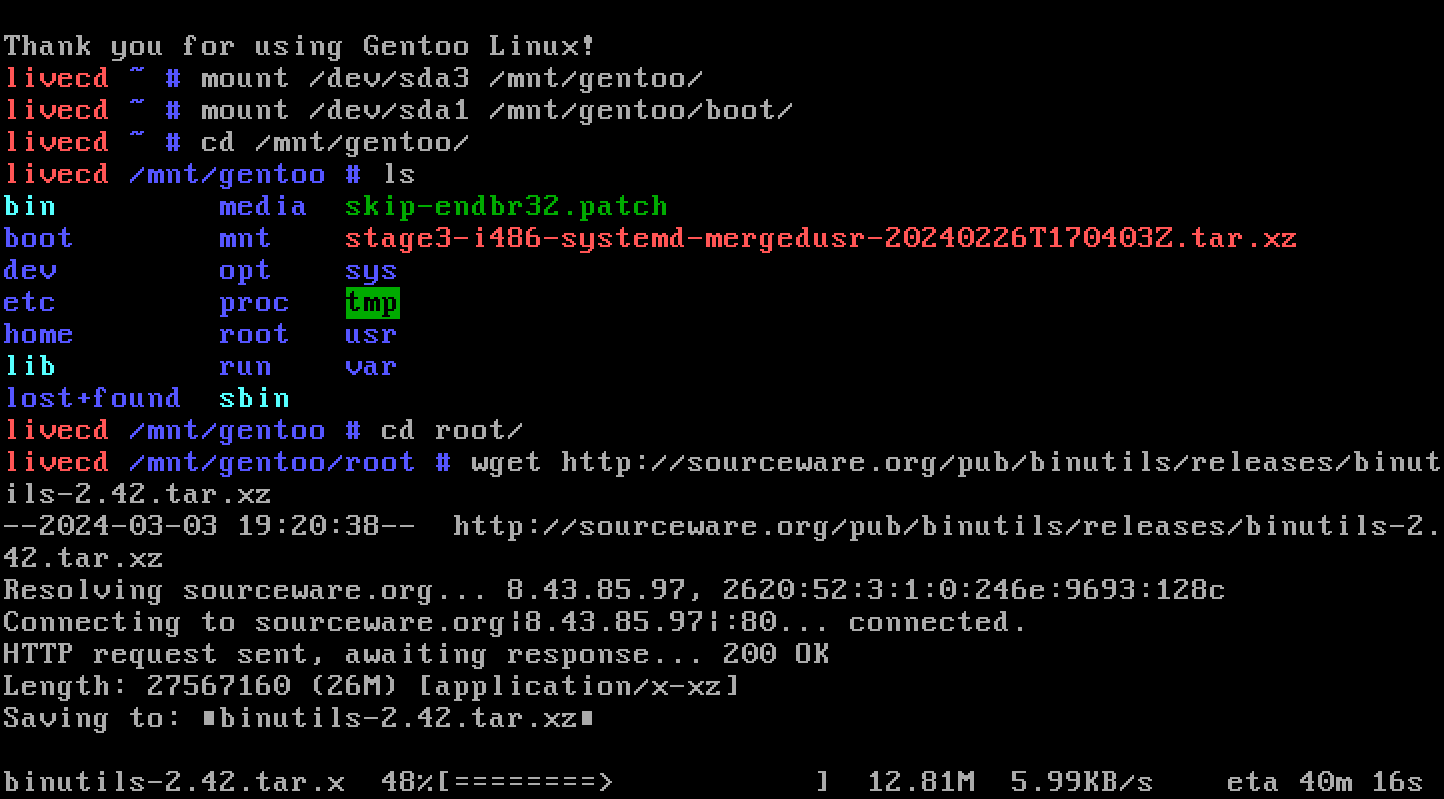 Thank you for using Gentoo Linux!
livecd ~ # mount /dev/sda3 /mnt/gentoo/
livecd ~ # mount /dev/sda1 /mnt/gentoo/boot/
livecd ~ # cd /mnt/gentoo/
livecd /mnt/gentoo # ls
bin         media  skip-endbr32.patch
boot        mnt    stage3-i486-systemd-mergedusr-20240226T170403Z.tar.xz
dev         opt    sys
etc         proc   tmp
home        root   usr
lib         run    var
lost+found  sbin
livecd /mnt/gentoo # cd root/
livecd /mnt/gentoo/root # wget http://sourceware.org/pub/binutils/releases/binut
ils-2.42.tar.xz
--2024-03-03 19:20:38--  http://sourceware.org/pub/binutils/releases/binutils-2.
42.tar.xz
Resolving sourceware.org... 8.43.85.97, 2620:52:3:1:0:246e:9693:128c
Connecting to sourceware.org|8.43.85.97|:80... connected.
HTTP request sent, awaiting response... 200 OK
Length: 27567160 (26M) [application/x-xz]
Saving to: ■binutils-2.42.tar.xz■
binutils-2.42.tar.x  48%[========>           ]  12.81M  5.99KB/s    eta 40m 16s